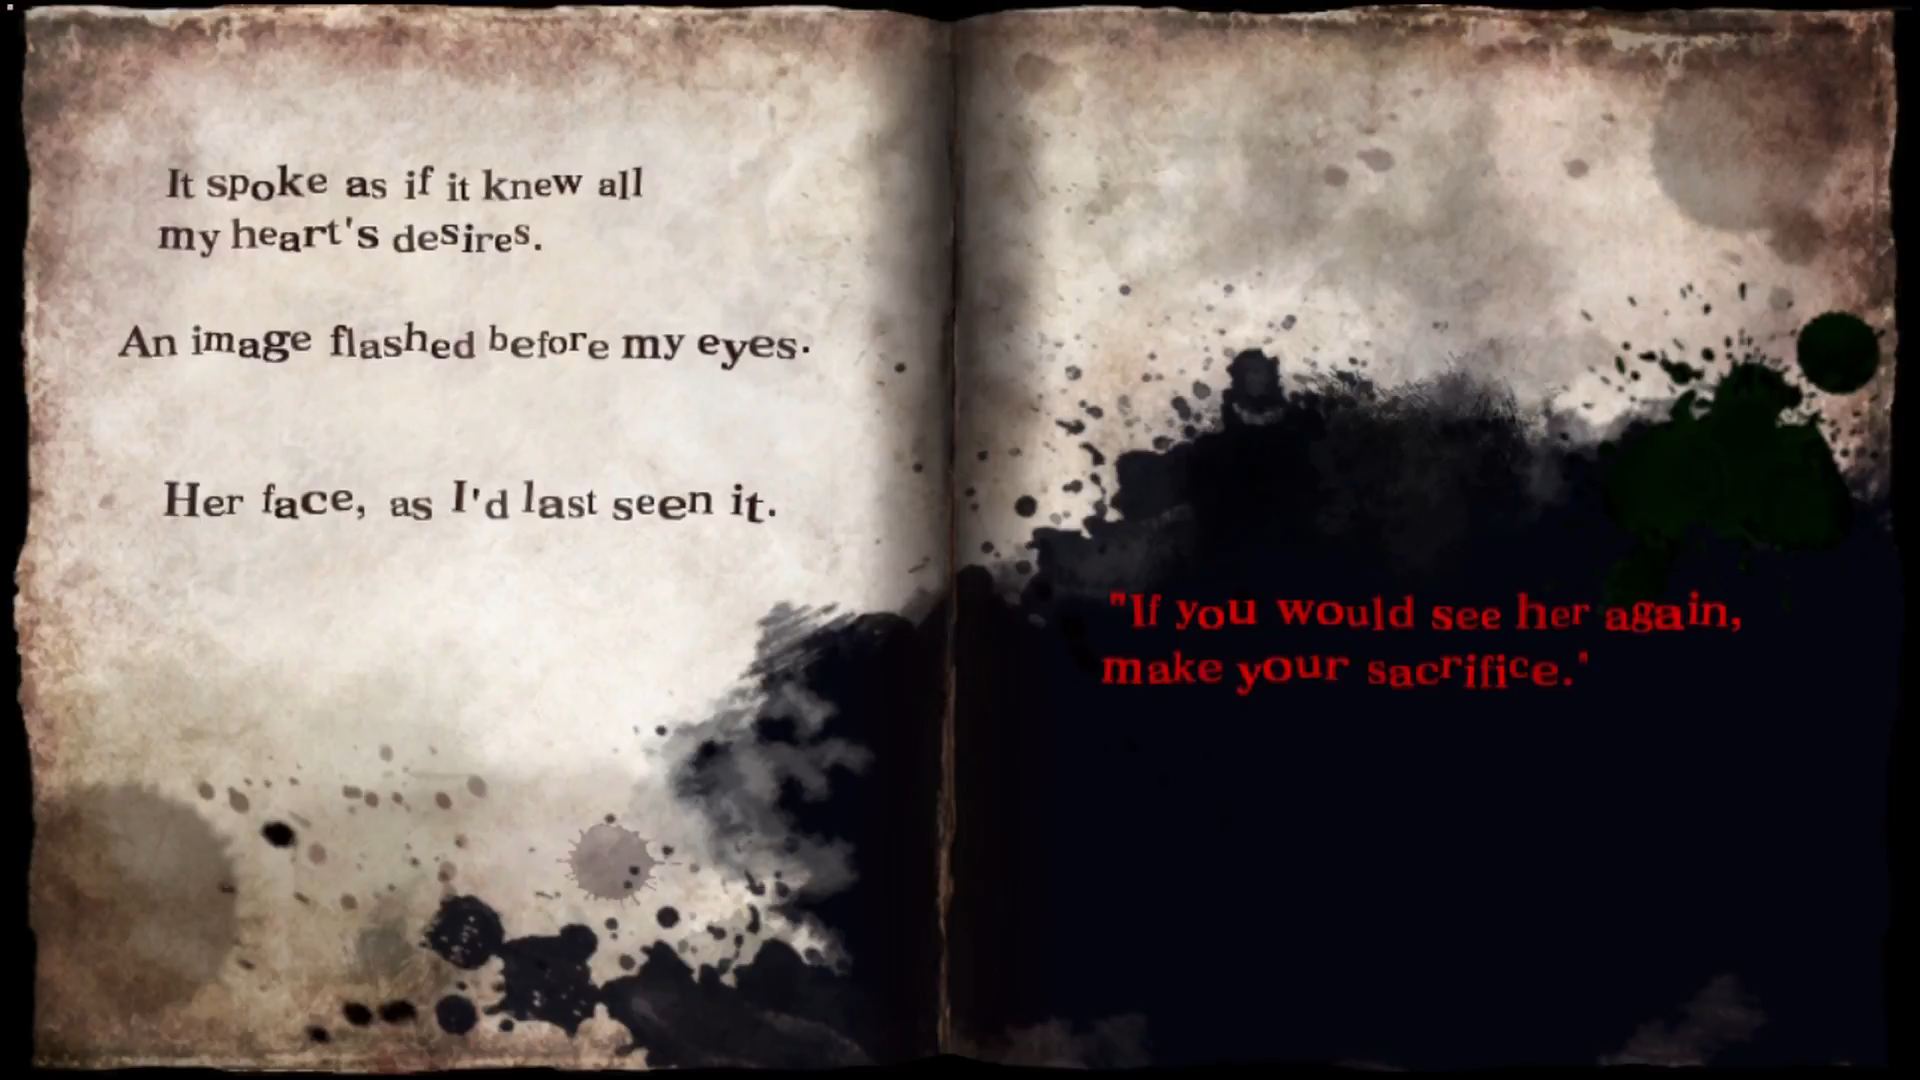 It spoke as if it knew all
my heart's desires.
An image flashed before my eyes.
Her face, as I'd last seen it.
"If you would see her again,
make your sacrifice."